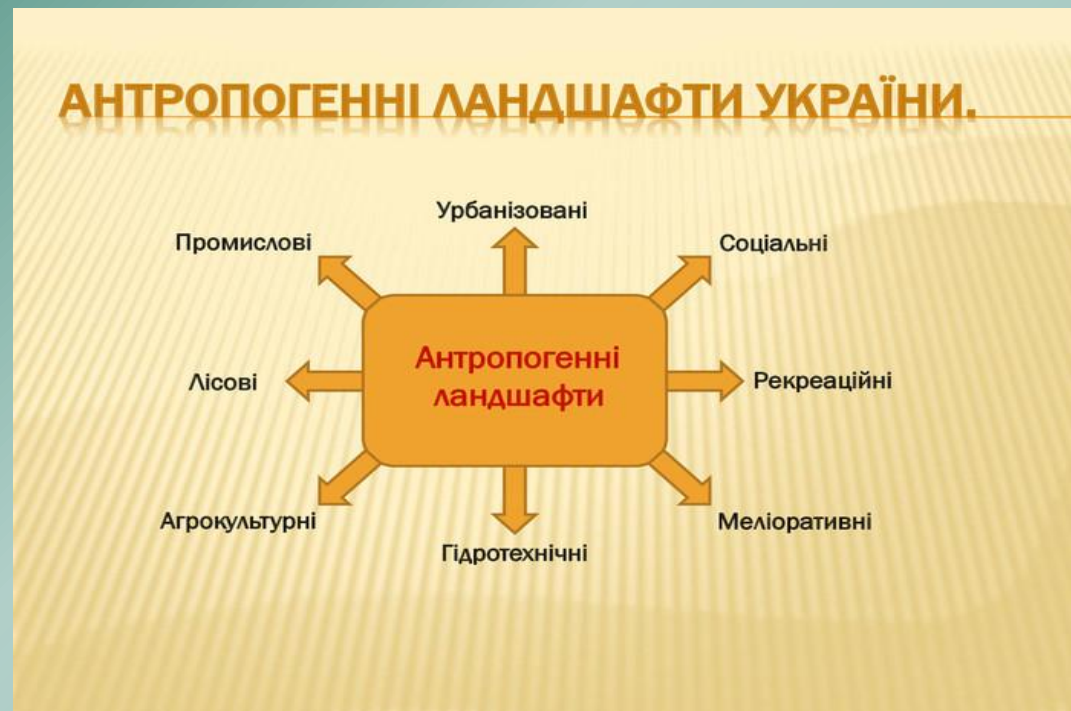 АНТРОПОГЕННІ ЛАНДШАФТИ УКРАЇНИ.
Урбанізовані
Промислові
Соціальні
Антропогенні
ландшафти
Лісові
Рекреаційні
Агрокультурні
Меліоративні
Гідротехнічні